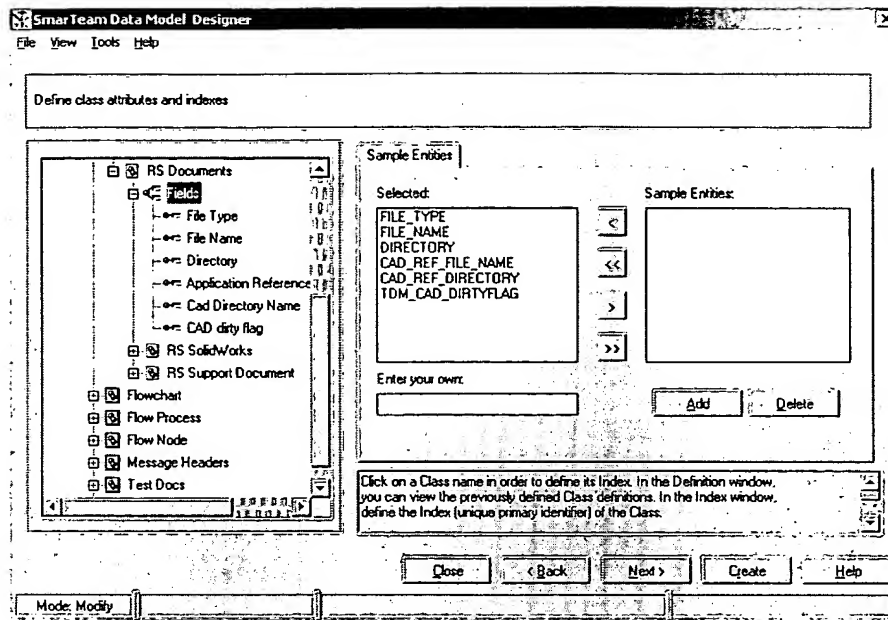 SmarTeam Data Model Designer
File View Tools Help
Define class attributes and indexes
RS Documents
Fields
File Type
File Name
Directory
Application Reference
Cad Directory Name
CAD dirty flag
RS SolidWorks
RS Support Document
Flowchart
Flow Process
Flow Node
Message Headers
Test Docs
Sample Entities
Selected:
FILE_TYPE
FILE_NAME
DIRECTORY
CAD_REF_FILE_NAME
CAD_REF_DIRECTORY
TDM_CAD_DIRTYFLAG
<
<<
>
>>
Sample Entities:
Enter your own:
Add Delete
Click on a Class name in order to define its Index. In the Definition window,
you can view the previously defined Class definitions. In the Index window,
define the Index (unique primary identifier) of the Class.
Close < Back Next > Create Help
Mode: Modify